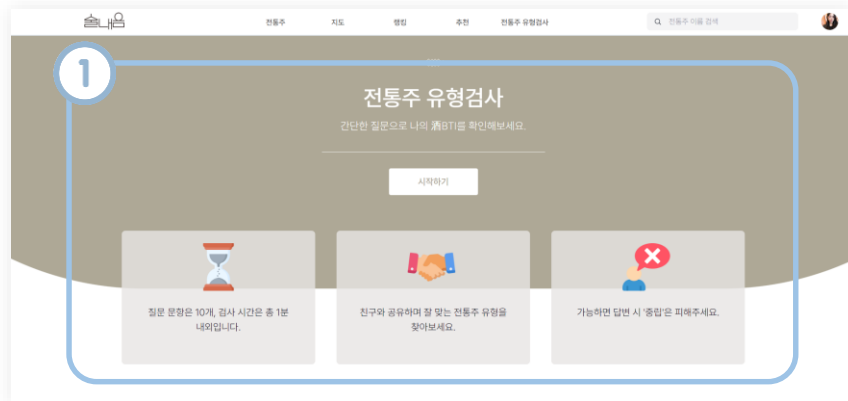 술내음
전통주 지도 랭킹 추천 전통주 유형검사 전통주 이름 검색
1
전통주 유형검사
간단한 질문으로 나의 酒BTI를 확인해보세요.
시작하기
질문 문항은 10개, 검사 시간은 총 1분
내외입니다.
친구와 공유하며 잘 맞는 전통주 유형을
찾아보세요.
가능하면 답변 시 '중립'은 피해주세요.